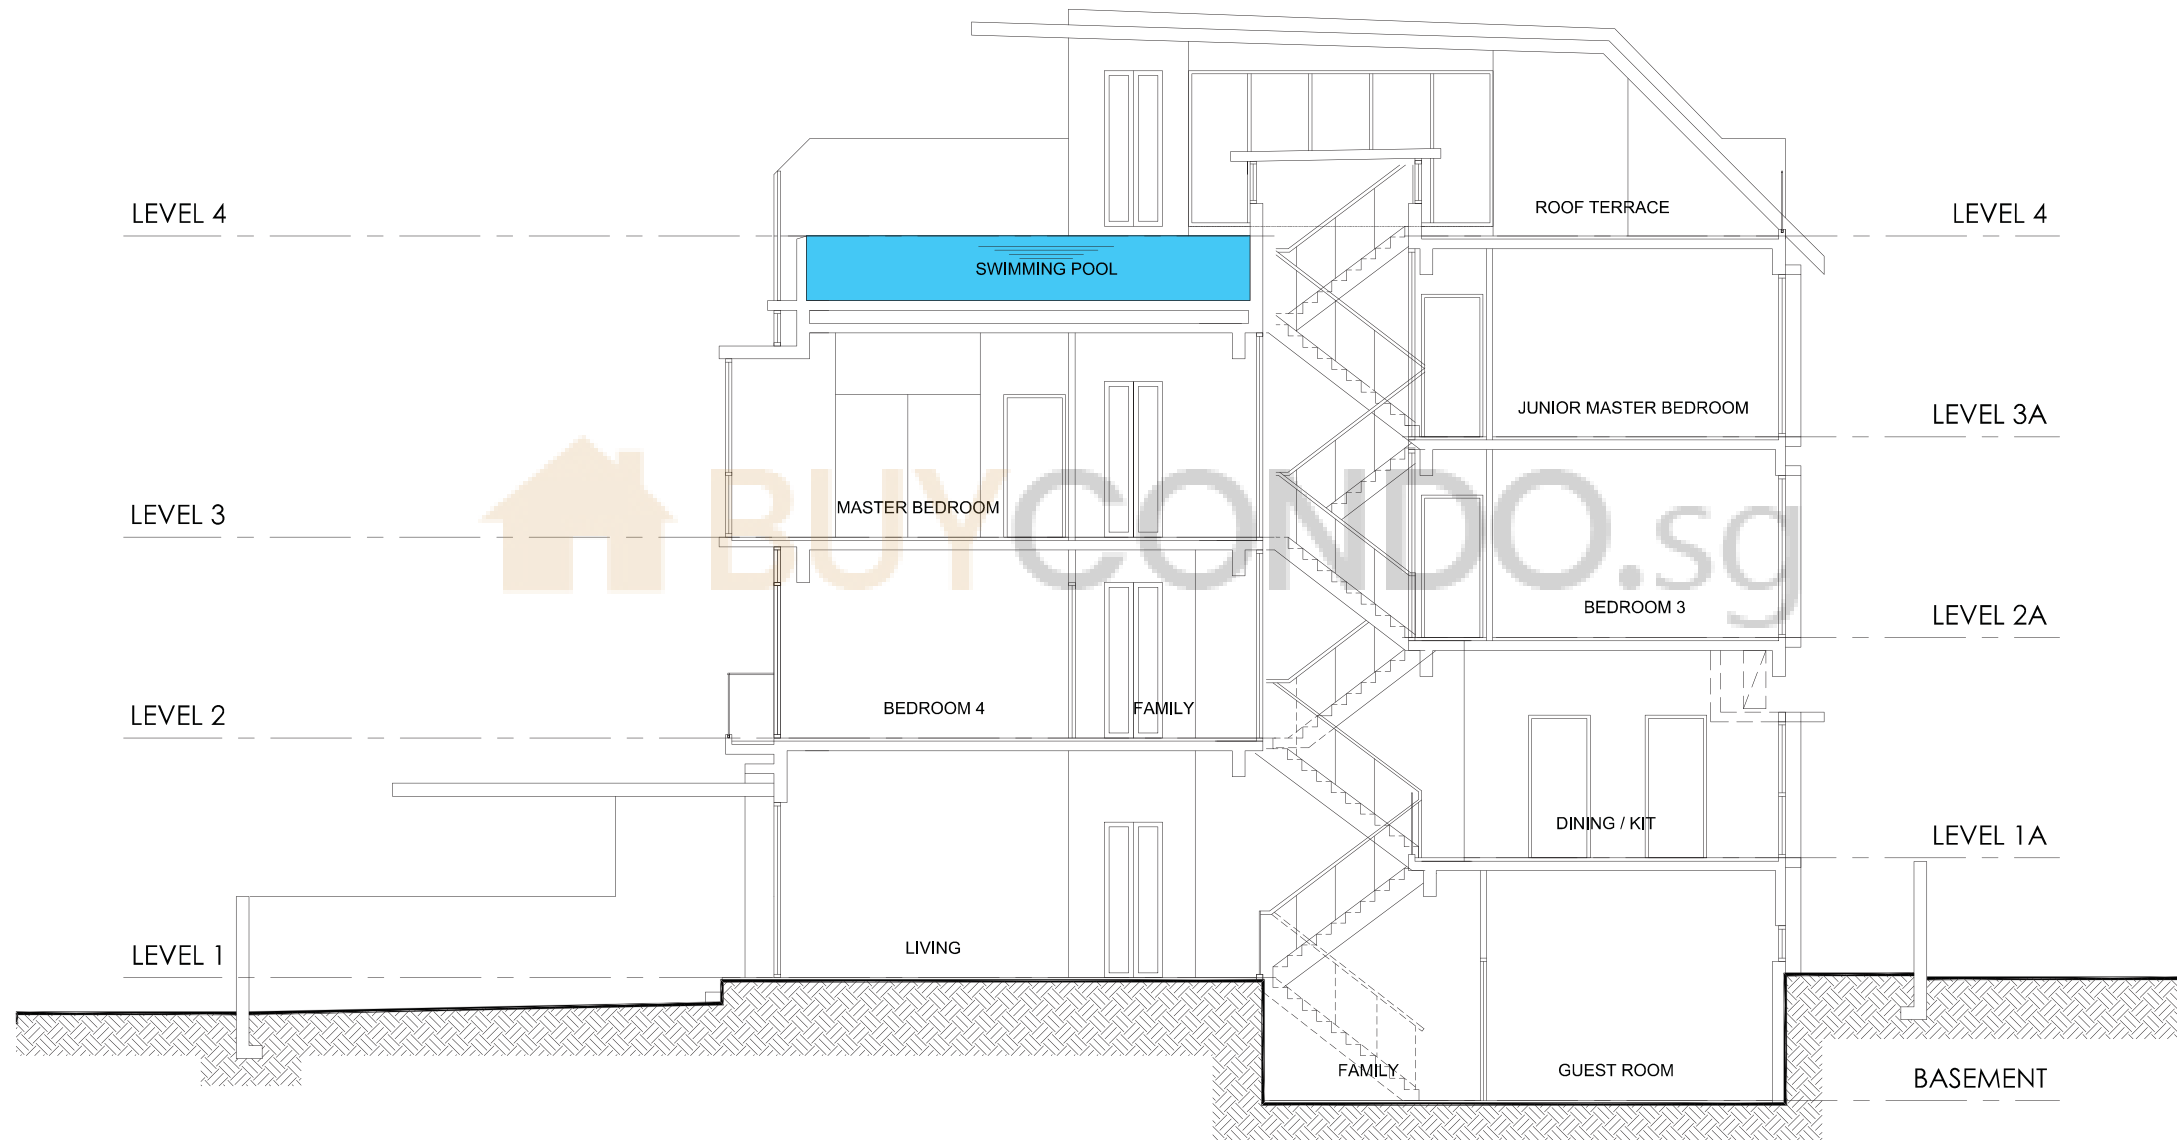 LEVEL 4
ROOF TERRACE
LEVEL 4
SWIMMING POOL
JUNIOR MASTER BEDROOM
LEVEL 3A
MASTER BEDROOM
LEVEL 3
BUYCONDO.sg
BEDROOM 3
LEVEL 2A
LEVEL 2
BEDROOM 4
FAMILY
DINING / KIT
LEVEL 1A
LEVEL 1
LIVING
FAMILY
GUEST ROOM
BASEMENT